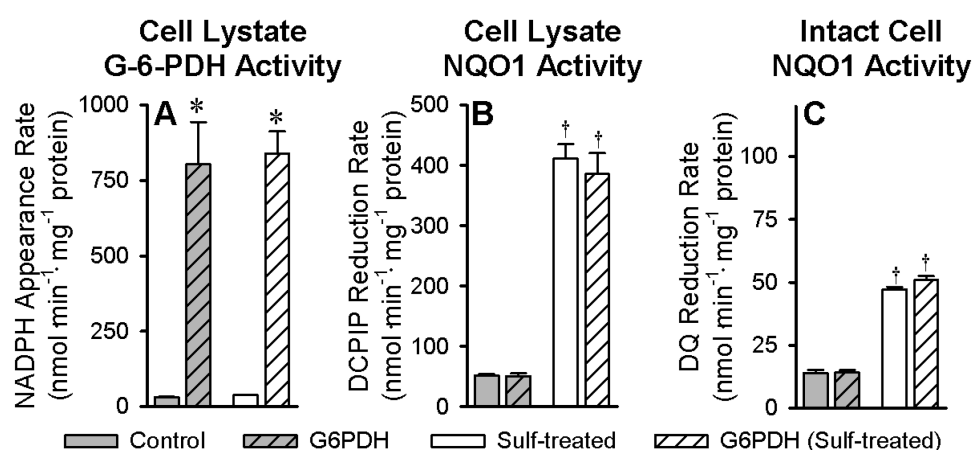 Cell Lystate
G-6-PDH Activity
Cell Lysate
NQO1 Activity
Intact Cell
NQO1 Activity
NADPH Appearance Rate
(nmol·min⁻¹·mg⁻¹ protein)
1000
750
500
250
0
A
*
*
DCPIP Reduction Rate
(nmol·min⁻¹·mg⁻¹ protein)
500
400
300
200
50
0
B
†
†
DQ Reduction Rate
(nmol·min⁻¹·mg⁻¹ protein)
100
75
50
25
0
C
†
†
Control
G6PDH
Sulf-treated
G6PDH (Sulf-treated)